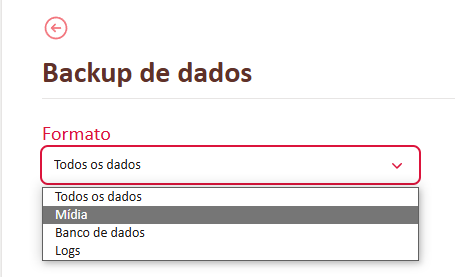 Backup de dados
Formato
Todos os dados
Todos os dados
Mídia
Banco de dados
Logs